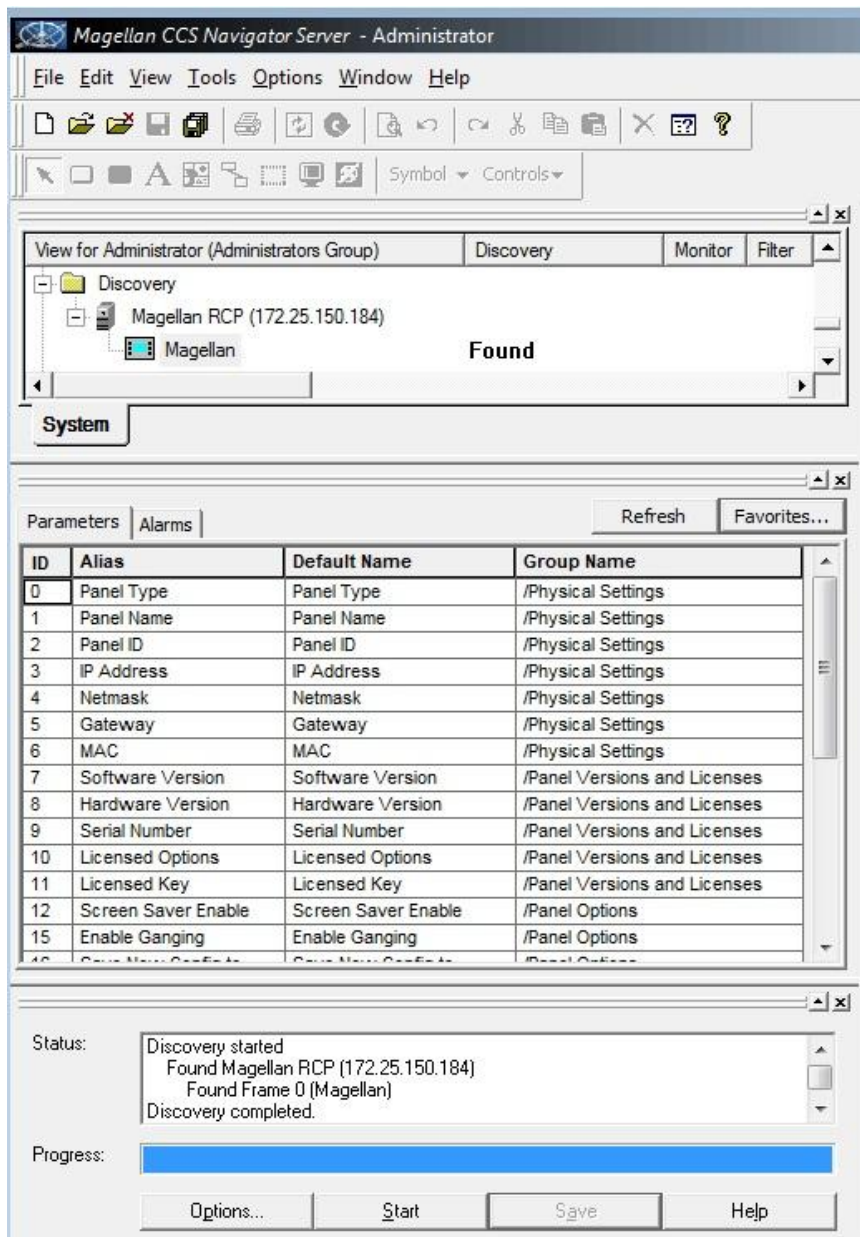 Magellan CCS Navigator Server - Administrator
File Edit View Tools Options Window Help
Symbol Controls
View for Administrator (Administrators Group) Discovery Monitor Filter
Discovery
Magellan RCP (172.25.150.184)
Magellan Found
System
Parameters Alarms Refresh Favorites...
ID Alias Default Name Group Name
0 Panel Type Panel Type /Physical Settings
1 Panel Name Panel Name /Physical Settings
2 Panel ID Panel ID /Physical Settings
3 IP Address IP Address /Physical Settings
4 Netmask Netmask /Physical Settings
5 Gateway Gateway /Physical Settings
6 MAC MAC /Physical Settings
7 Software Version Software Version /Panel Versions and Licenses
8 Hardware Version Hardware Version /Panel Versions and Licenses
9 Serial Number Serial Number /Panel Versions and Licenses
10 Licensed Options Licensed Options /Panel Versions and Licenses
11 Licensed Key Licensed Key /Panel Versions and Licenses
12 Screen Saver Enable Screen Saver Enable /Panel Options
15 Enable Ganging Enable Ganging /Panel Options
Status: Discovery started
Found Magellan RCP (172.25.150.184)
Found Frame 0 (Magellan)
Discovery completed.
Progress:
Options... Start Save Help